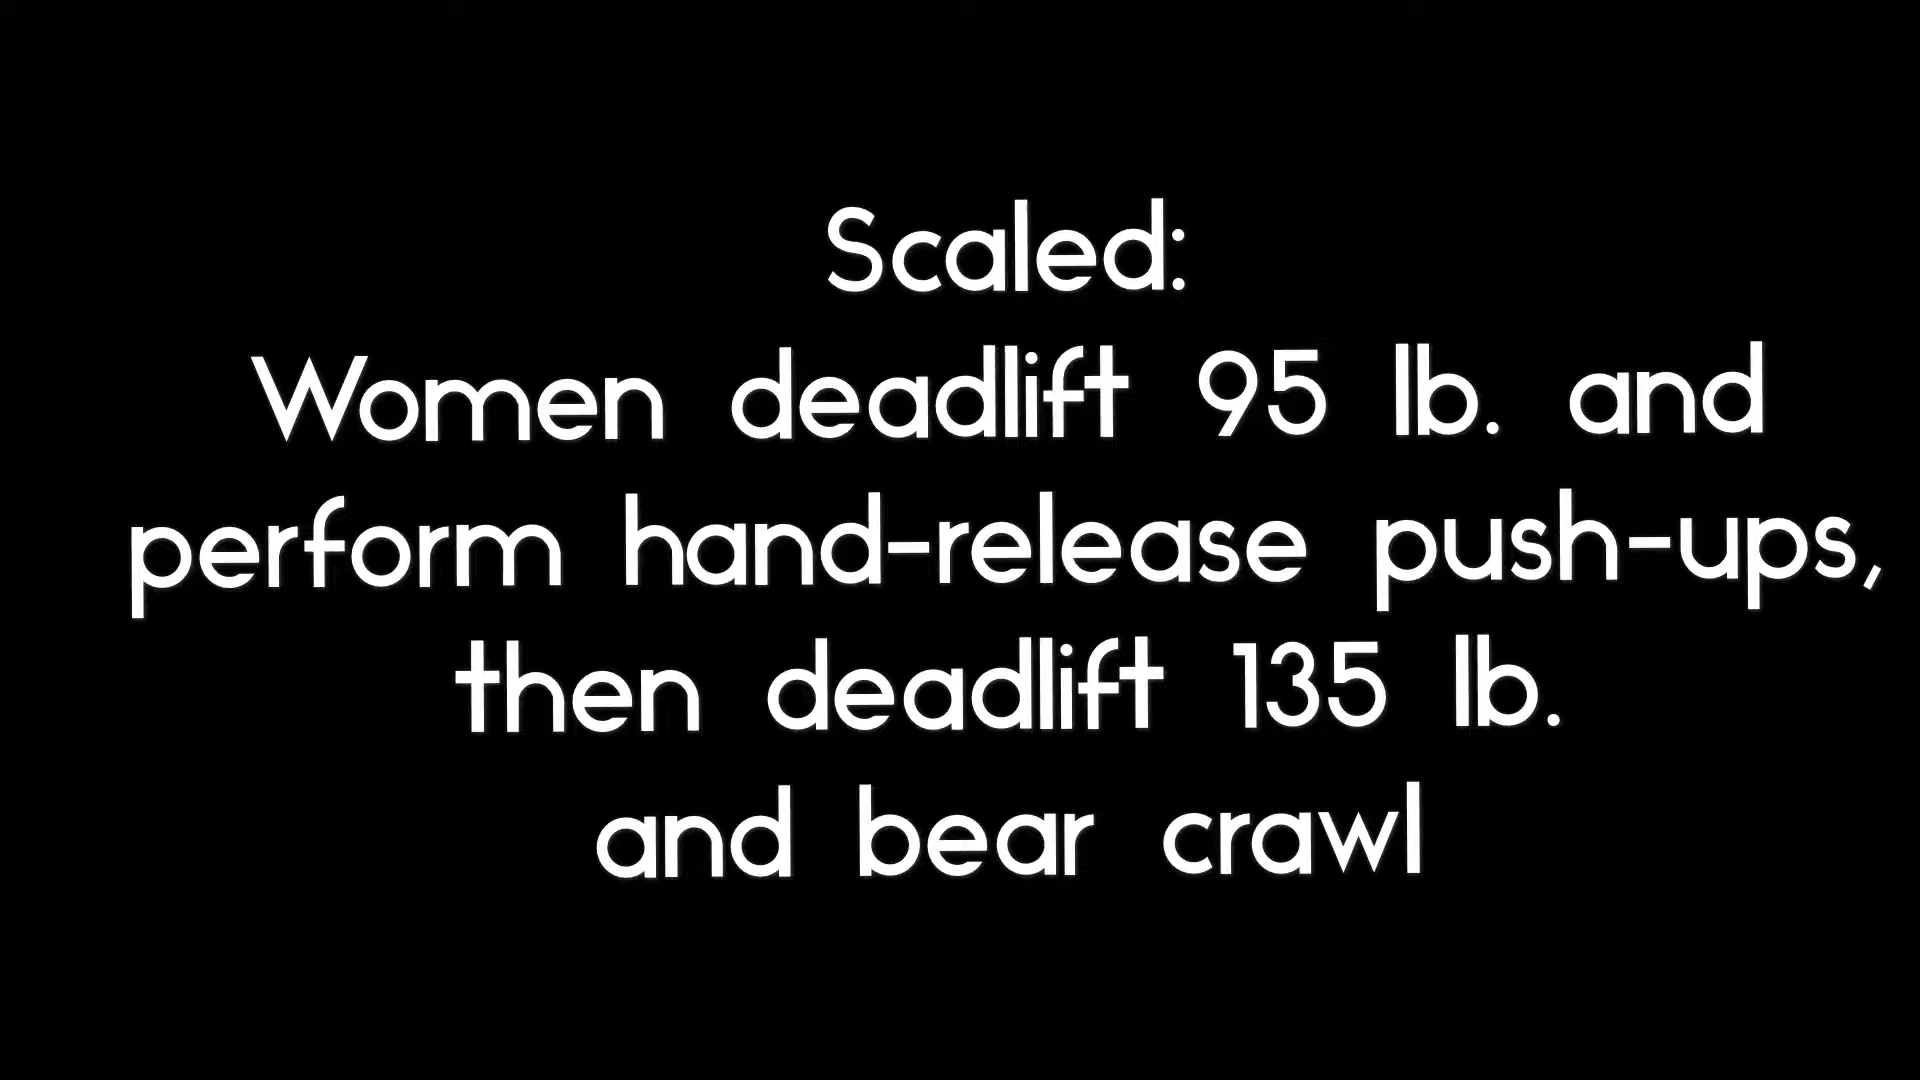 Scaled:
Women deadlift 95 lb. and
perform hand-release push-ups,
then deadlift 135 lb.
and bear crawl